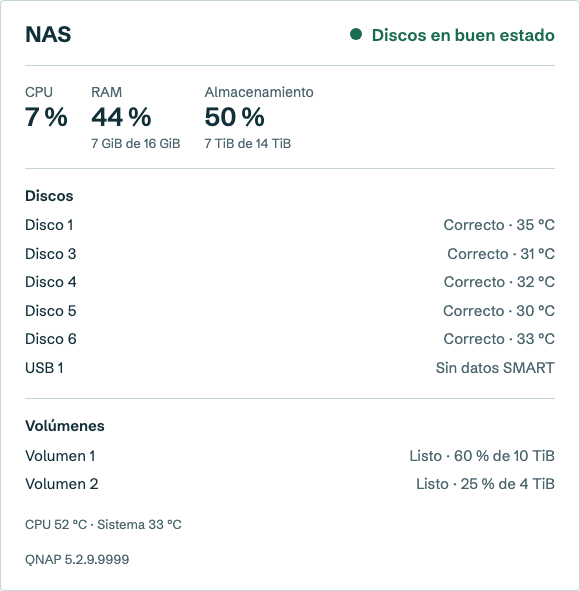 NAS
Discos en buen estado
CPU
RAM
Almacenamiento
7 %
44 %
50 %
7 GiB de 16 GiB
7 TiB de 14 TiB
Discos
Disco 1 Correcto · 35 °C
Disco 3 Correcto · 31 °C
Disco 4 Correcto · 32 °C
Disco 5 Correcto · 30 °C
Disco 6 Correcto · 33 °C
USB 1 Sin datos SMART
Volúmenes
Volumen 1 Listo · 60 % de 10 TiB
Volumen 2 Listo · 25 % de 4 TiB
CPU 52 °C · Sistema 33 °C
QNAP 5.2.9.9999